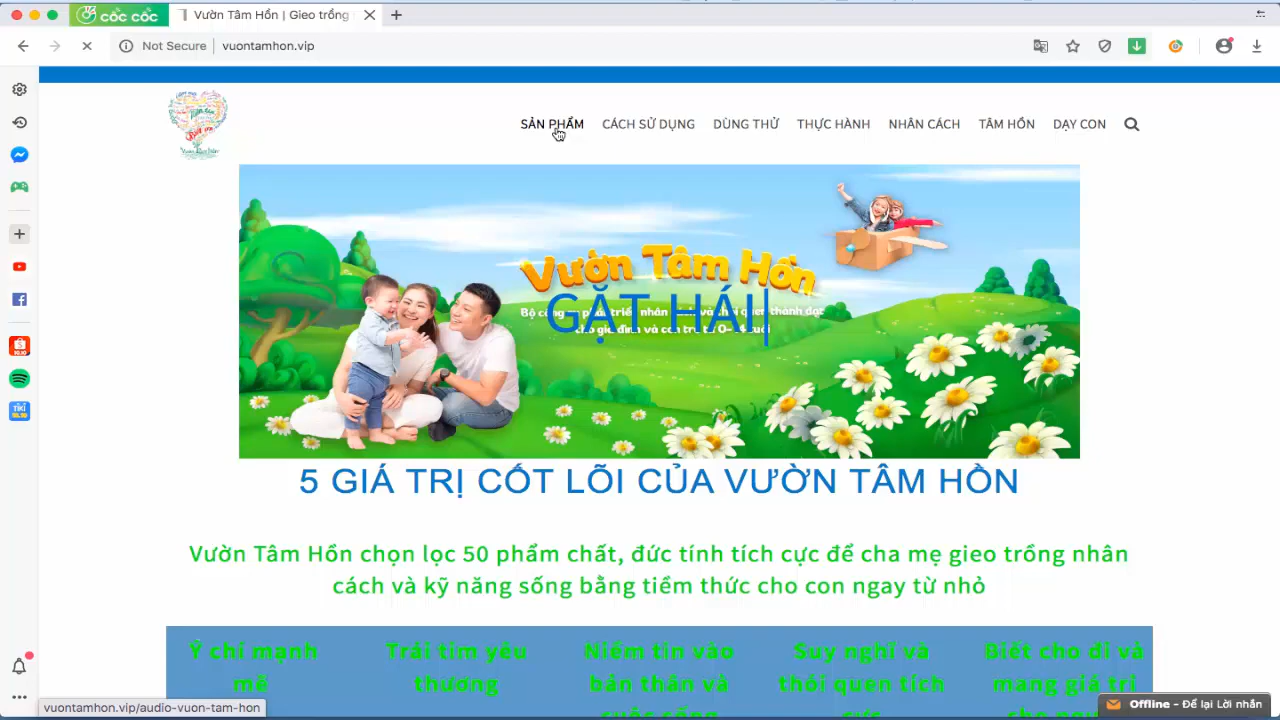 cốc cốc
Vườn Tâm Hồn | Gieo trồng
Not Secure
vuontamhon.vip
SẢN PHẨM
CÁCH SỬ DỤNG
DÙNG THỬ
THỰC HÀNH
NHÂN CÁCH
TÂM HỒN
DẠY CON
Vườn Tâm Hồn
GẶT HÁI
5 GIÁ TRỊ CỐT LÕI CỦA VƯỜN TÂM HỒN
Vườn Tâm Hồn chọn lọc 50 phẩm chất, đức tính tích cực để cha mẹ gieo trồng nhân
cách và kỹ năng sống bằng tiềm thức cho con ngay từ nhỏ
Ý chí mạnh
mẽ
Trái tim yêu
thương
Niềm tin vào
bản thân và
cuộc sống
Suy nghĩ và
thói quen tích
cực
Biết cho đi và
mang giá trị
vuontamhon.vip/audio-vuon-tam-hon
Offline - Để lại Lời nhắn